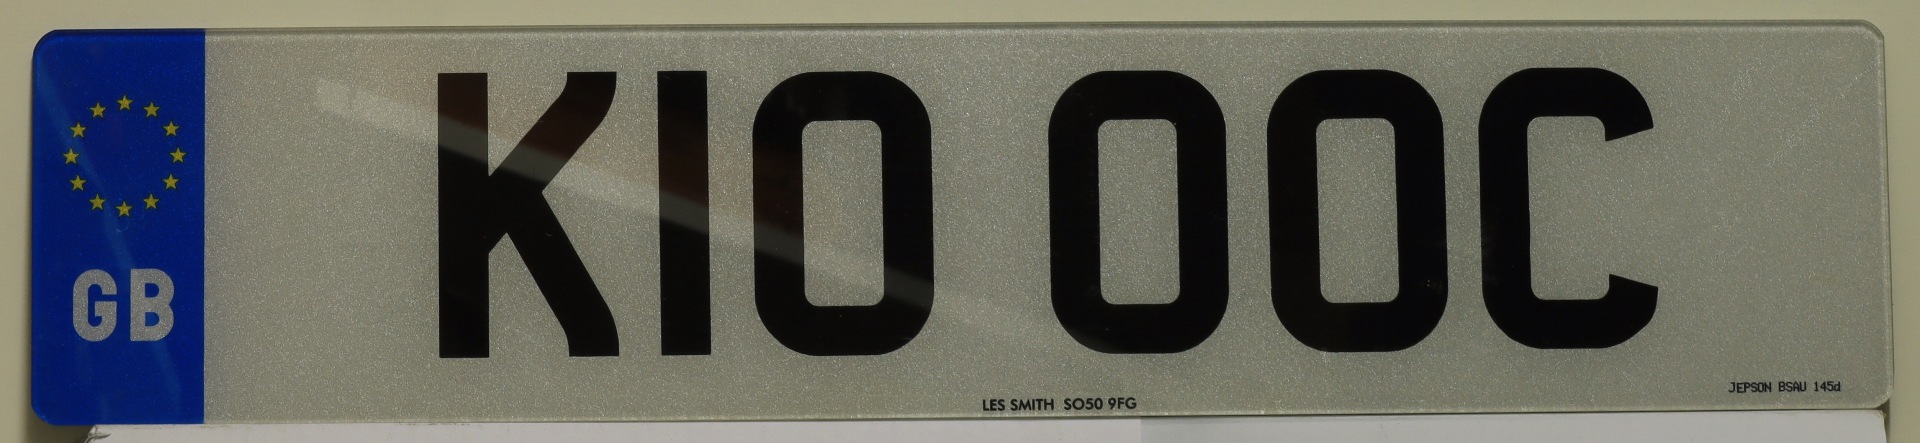 GB
K10 OOC
JEPSON BSAU 145d
LES SMITH SO50 9FG